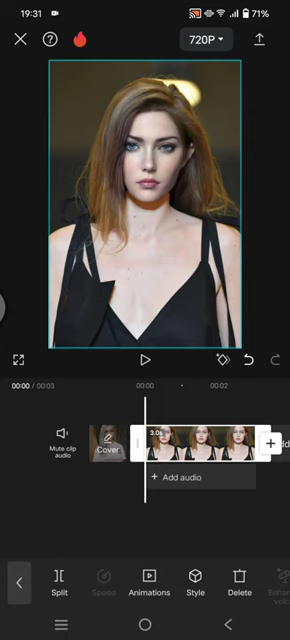 19:31
71%
720P
00:00 / 00:03
00:00
00:02
Mute clip
audio
Cover
3.0s
+ Add audio
Split
Speed
Animations
Style
Delete